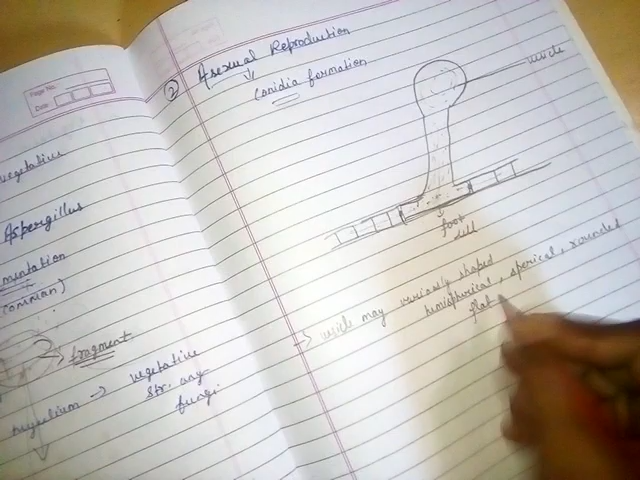 Page No.
Date
vegetative
Aspergillus
mentation
common)
fragment
mycelium → vegetative
str. any
fungi.
② Asexual Reproduction
Conidia formation
vesicle
foot
cell
→ vesicle may variously shaped
hemispherical, sperical, rounded
flat